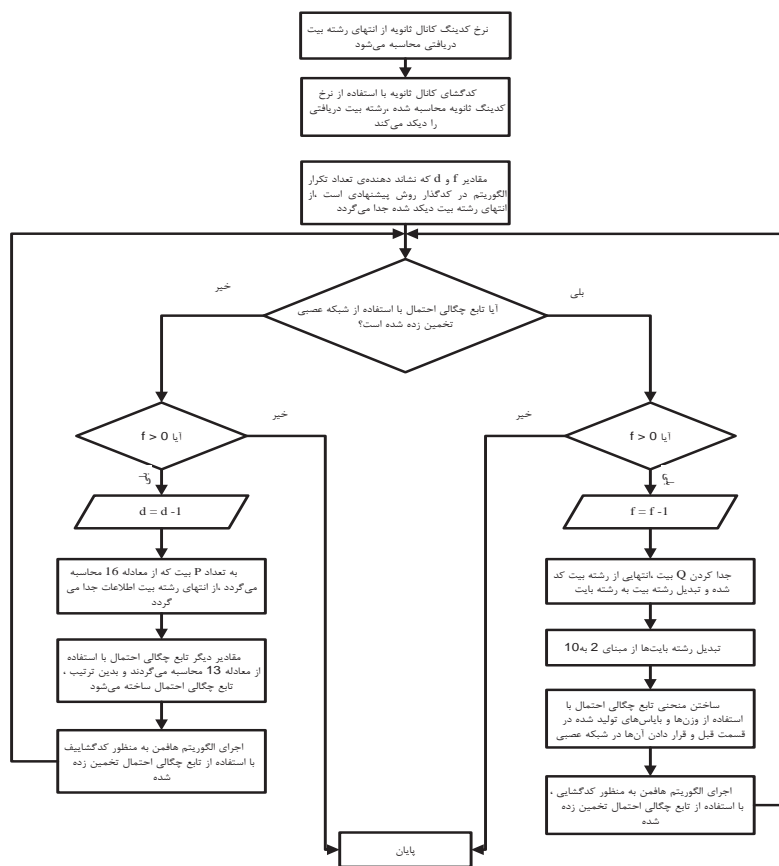 نرخ کدینگ کانال ثانویه از انتهای رشته بیت
دریافتی محاسبه می‌شود
کدگشای کانال ثانویه با استفاده از نرخ
کدینگ ثانویه محاسبه شده ،رشته بیت دریافتی
را دیکد می‌کند
مقادیر f و d که نشاند دهنده‌ی تعداد تکرار
الگوریتم در کدگذار روش پیشنهادی است ،از
انتهای رشته بیت دیکد شده جدا می‌گردد
خیر
بلی
آیا تابع چگالی احتمال با استفاده از شبکه عصبی
تخمین زده شده است؟
خیر
خیر
آیا f > 0
آیا f > 0
بلی
بلی
d = d -1
f = f -1
به تعداد P بیت که از معادله 16 محاسبه
می‌گردد ،از انتهای رشته بیت اطلاعات جدا می
گردد
جدا کردن Q بیت ،انتهایی از رشته بیت کد
شده و تبدیل رشته بیت به رشته بایت
مقادیر دیگر تابع چگالی احتمال با استفاده
از معادله 13 محاسبه می‌گردند و بدین ترتیب ،
تابع چگالی احتمال ساخته می‌شود
تبدیل رشته بایت‌ها از مبنای 2 به10
ساختن منحنی تابع چگالی احتمال با
استفاده از وزن‌ها و بایاس‌های تولید شده در
قسمت قبل و قرار دادن آن‌ها در شبکه عصبی
اجرای الگوریتم هافمن به منظور کدگشاییف
با استفاده از تابع چگالی احتمال تخمین زده
شده
اجرای الگوریتم هافمن به منظور کدگشایی ،
با استفاده از تابع چگالی احتمال تخمین زده
شده
پایان